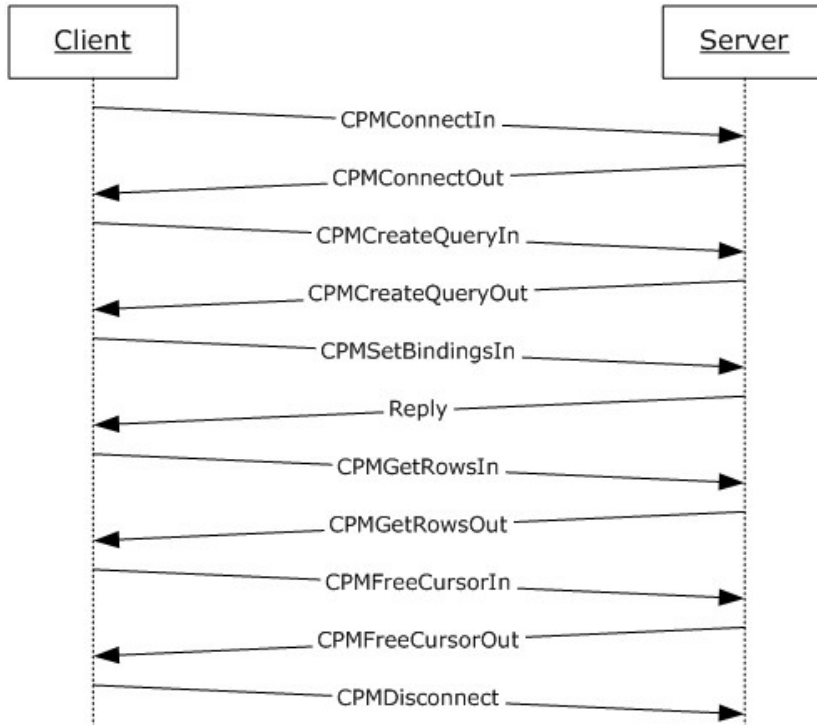 Client
Server
CPMConnectIn
CPMConnectOut
CPMCreateQueryIn
CPMCreateQueryOut
CPMSetBindingsIn
Reply
CPMGetRowsIn
CPMGetRowsOut
CPMFreeCursorIn
CPMFreeCursorOut
CPMDisconnect